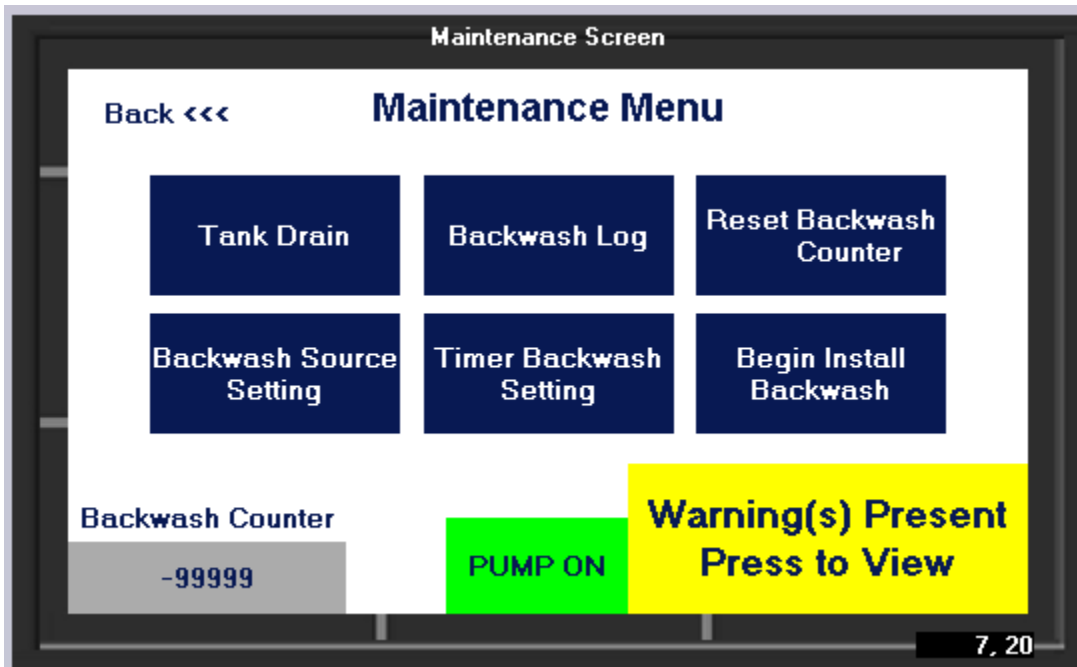 Maintenance Screen
Back <<<
Maintenance Menu
Tank Drain
Backwash Log
Reset Backwash
Counter
Backwash Source
Setting
Timer Backwash
Setting
Begin Install
Backwash
Backwash Counter
-99999
PUMP ON
Warning(s) Present
Press to View
7, 20